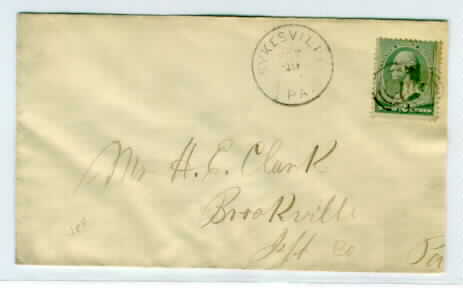 SYKESVILLE
PA.
Mr H. E. Clark
Brookville
Jeff Co Pa